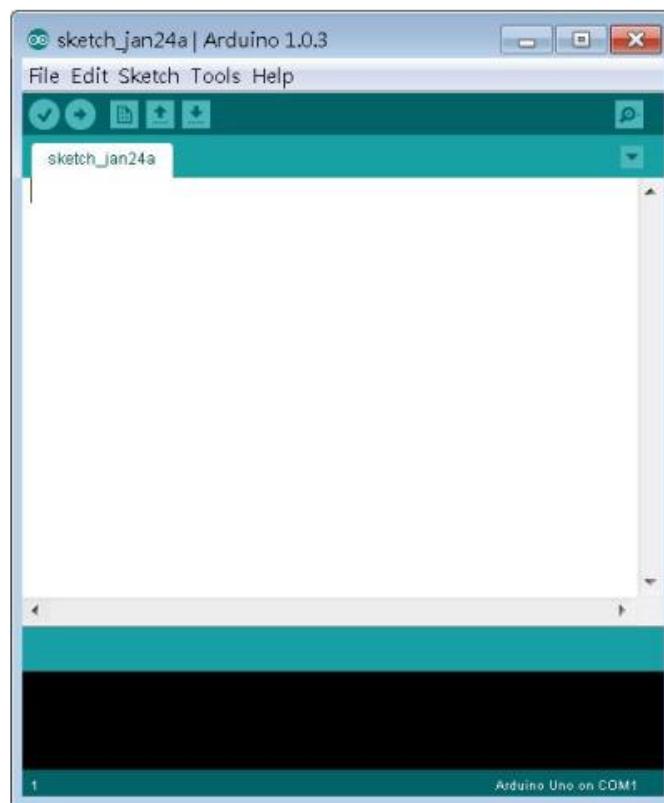 sketch_jan24a | Arduino 1.0.3
File Edit Sketch Tools Help
sketch_jan24a
1
Arduino Uno on COM1